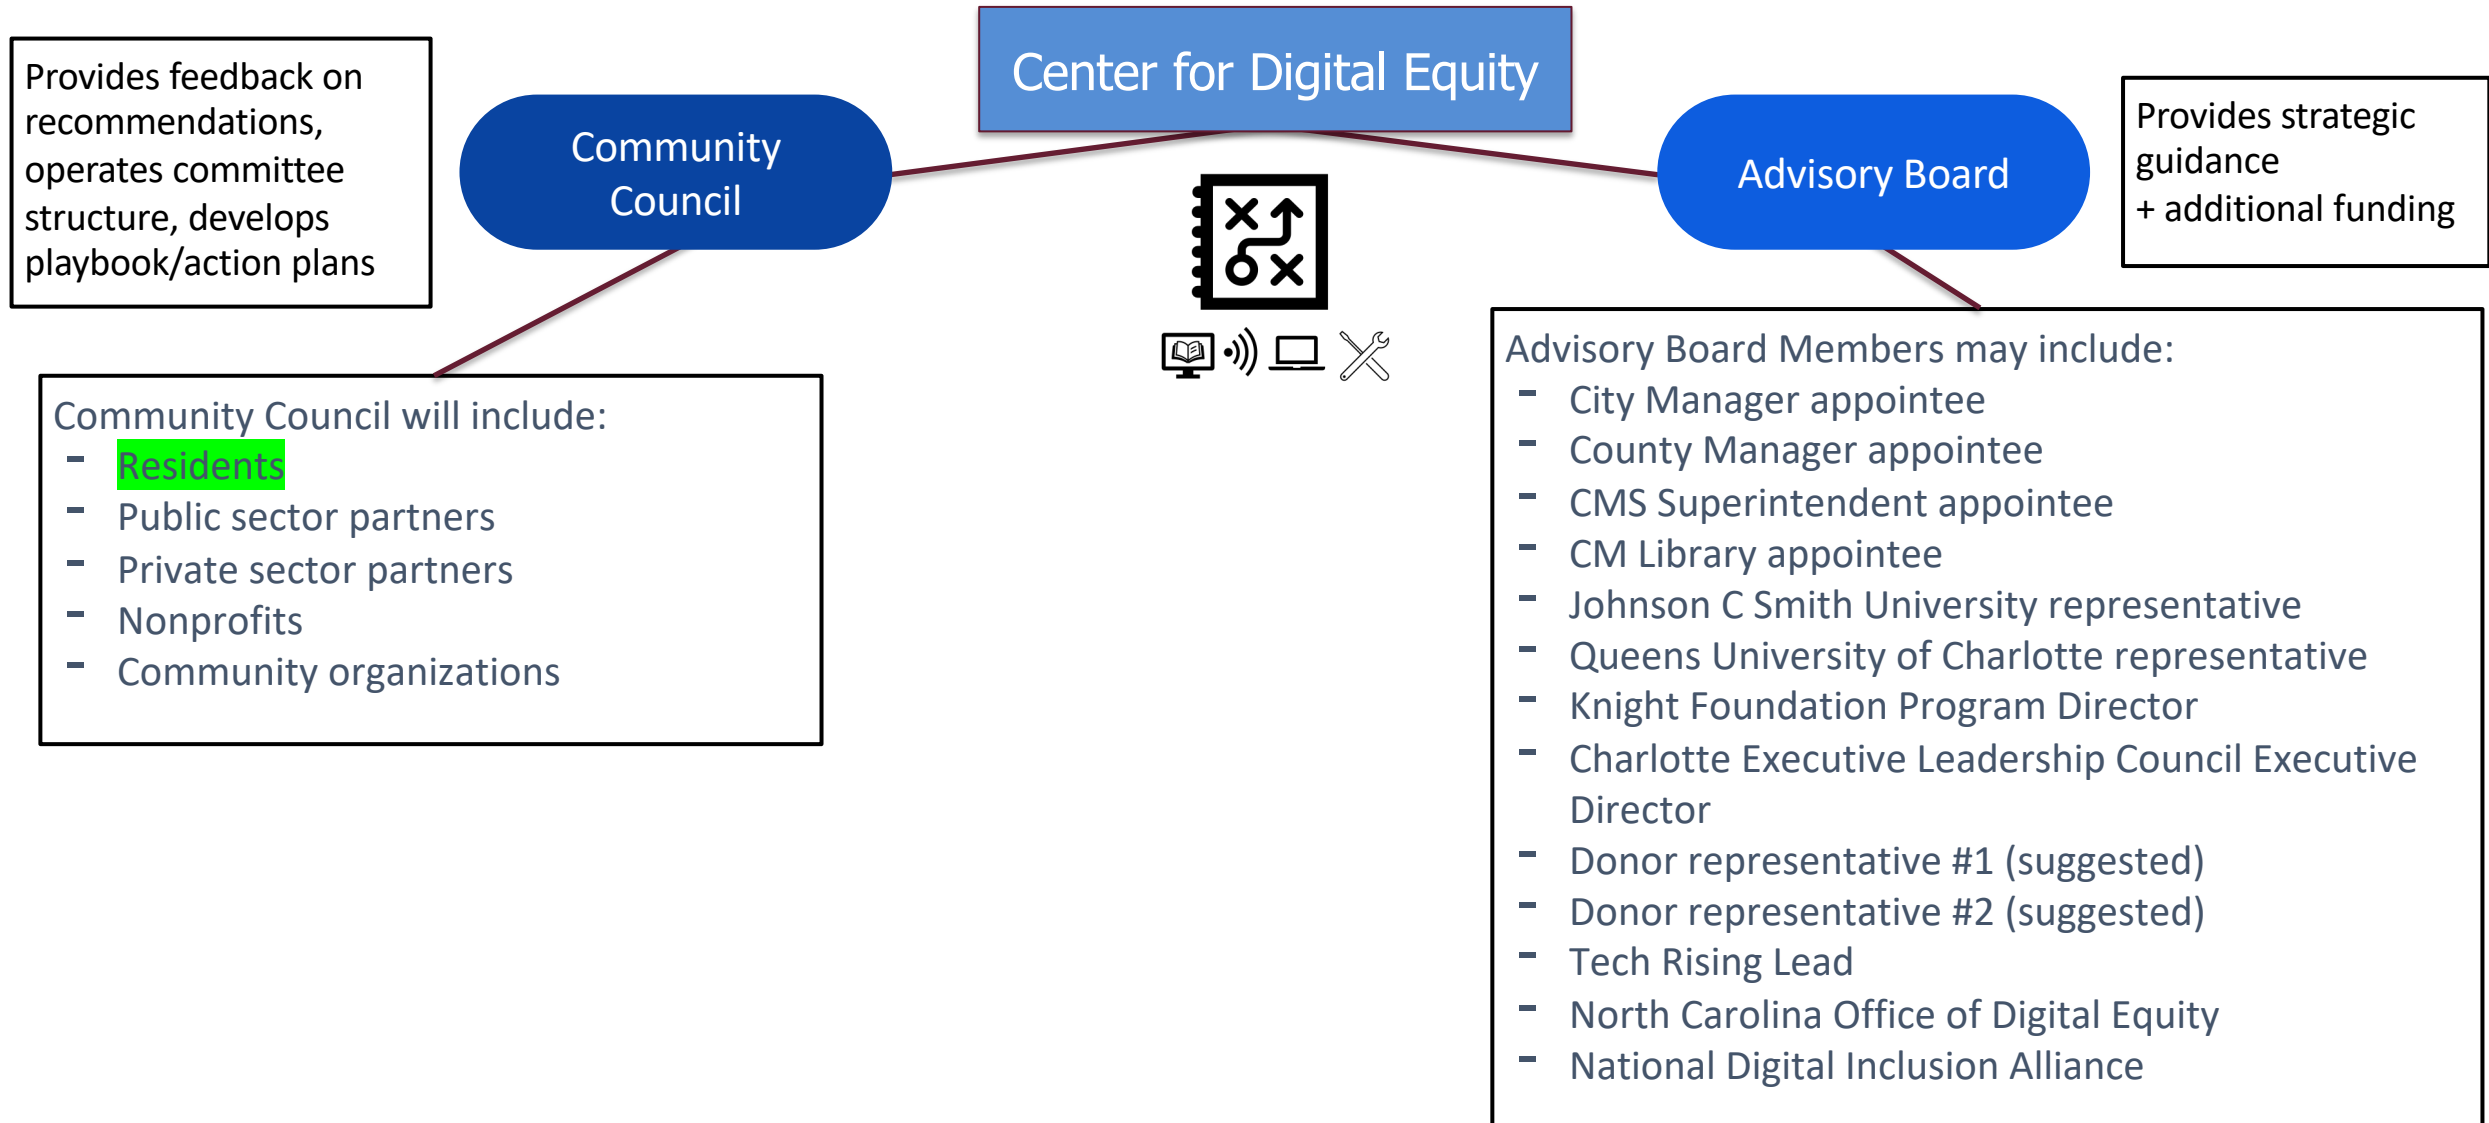 Center for Digital Equity
Provides feedback on
recommendations,
operates committee
structure, develops
playbook/action plans
Community
Council
Advisory Board
Provides strategic
guidance
+ additional funding
Community Council will include:
- Residents
- Public sector partners
- Private sector partners
- Nonprofits
- Community organizations
Advisory Board Members may include:
- City Manager appointee
- County Manager appointee
- CMS Superintendent appointee
- CM Library appointee
- Johnson C Smith University representative
- Queens University of Charlotte representative
- Knight Foundation Program Director
- Charlotte Executive Leadership Council Executive
Director
- Donor representative #1 (suggested)
- Donor representative #2 (suggested)
- Tech Rising Lead
- North Carolina Office of Digital Equity
- National Digital Inclusion Alliance